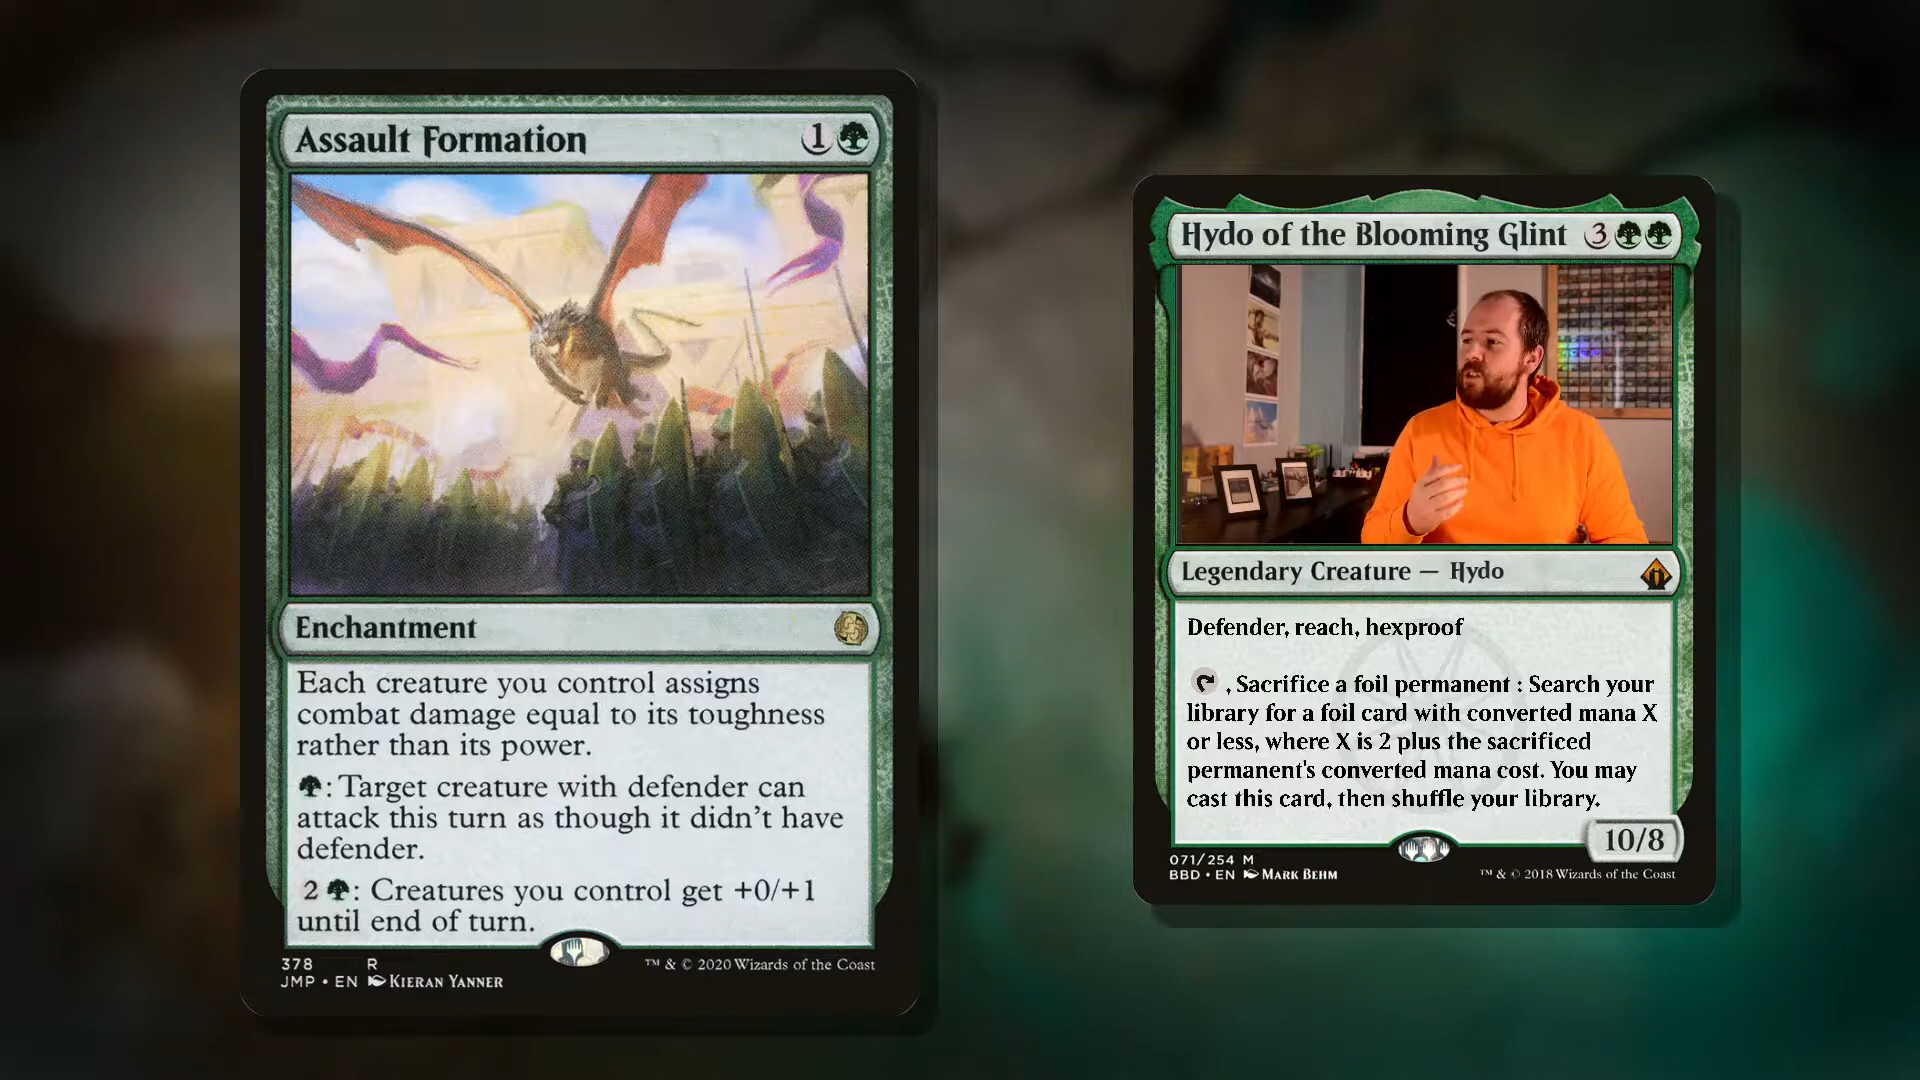 Assault Formation 1
Enchantment
Each creature you control assigns
combat damage equal to its toughness
rather than its power.
: Target creature with defender can
attack this turn as though it didn't have
defender.
2 : Creatures you control get +0/+1
until end of turn.
378 R
JMP • EN KIERAN YANNER
™ & © 2020 Wizards of the Coast
Hydo of the Blooming Glint 3
Legendary Creature — Hydo
Defender, reach, hexproof
, Sacrifice a foil permanent : Search your
library for a foil card with converted mana X
or less, where X is 2 plus the sacrificed
permanent's converted mana cost. You may
cast this card, then shuffle your library.
10/8
071/254 M
BBD • EN MARK BEHM
™ & © 2018 Wizards of the Coast